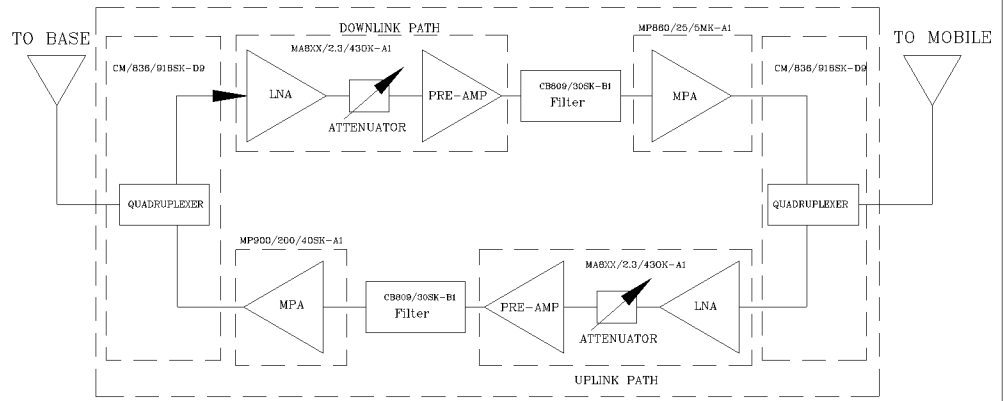 DOWNLINK PATH
TO BASE
TO MOBILE
MA8XX/2.3/430K-A1
MP860/25/5MK-A1
CM/836/918SK-D9
CM/836/918SK-D9
LNA
ATTENUATOR
PRE-AMP
CB809/30SK-B1
Filter
MPA
QUADRUPLEXER
QUADRUPLEXER
MP900/200/40SK-A1
MA8XX/2.3/430K-A1
MPA
CB809/30SK-B1
Filter
PRE-AMP
ATTENUATOR
LNA
UPLINK PATH